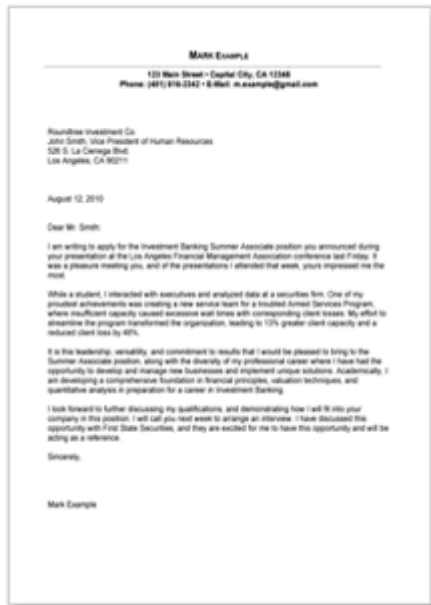 MARK EXAMPLE
123 Main Street • Capital City, CA 12346
Phone: (401) 816-2342 • E-Mail: m.example@gmail.com
Roundtree Investment Co.
John Smith, Vice President of Human Resources
526 S. La Cienega Blvd.
Los Angeles, CA 90211
August 12, 2010
Dear Mr. Smith:
I am writing to apply for the Investment Banking Summer Associate position you announced during
your presentation at the Los Angeles Financial Management Association conference last Friday. It
was a pleasure meeting you, and of the presentations I attended that week, yours impressed me the
most.
While a student, I interacted with executives and analyzed data at a securities firm. One of my
proudest achievements was creating a new service team for a troubled Armed Services Program,
where insufficient capacity caused excessive wait times with corresponding client losses. My effort to
streamline the program transformed the organization, leading to 13% greater client capacity and a
reduced client loss by 48%.
It is this leadership, versatility, and commitment to results that I would be pleased to bring to the
Summer Associate position, along with the diversity of my professional career where I have had the
opportunity to develop and manage new businesses and implement unique solutions. Academically, I
am developing a comprehensive foundation in financial principles, valuation techniques, and
quantitative analysis in preparation for a career in Investment Banking.
I look forward to further discussing my qualifications, and demonstrating how I will fit into your
company in this position. I will call you next week to arrange an interview. I have discussed this
opportunity with First State Securities, and they are excited for me to have this opportunity and will be
acting as a reference.
Sincerely,
Mark Example